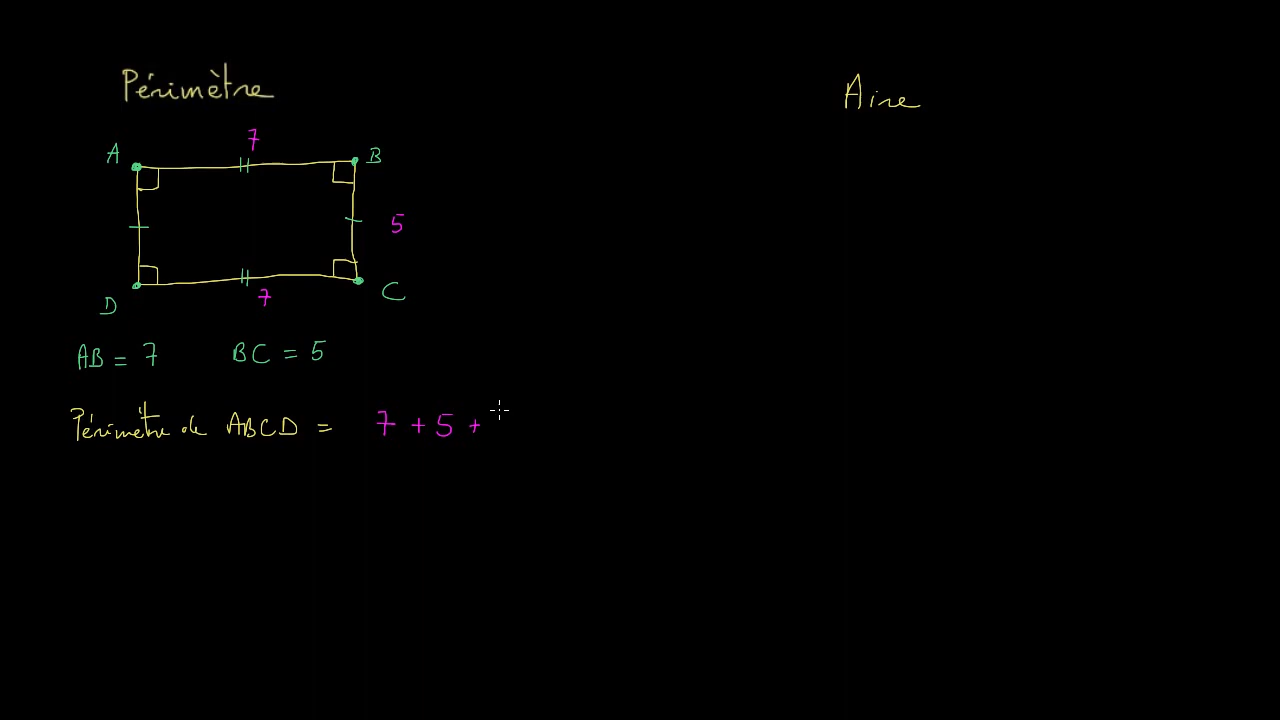 Périmètre
Aire
7
A
B
5
D
7
C
AB = 7 BC = 5
Périmètre de ABCD = 7 + 5 +